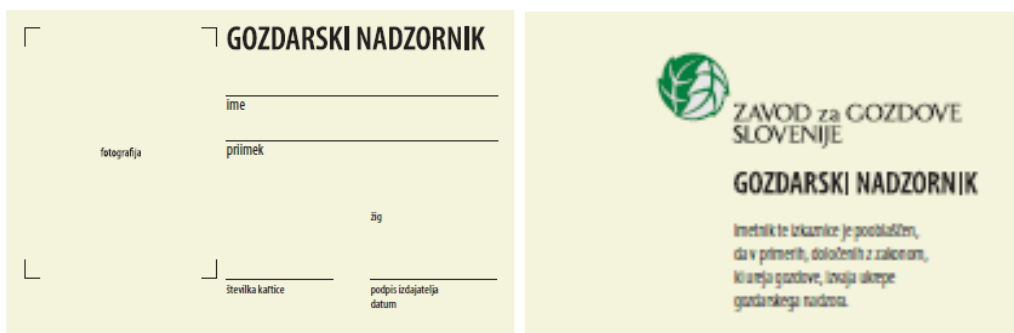 GOZDARSKI NADZORNIK
ime
priimek
fotografija
žig
številka kartice
podpis izdajatelja
datum
ZAVOD za GOZDOVE
SLOVENIJE
GOZDARSKI NADZORNIK
Imetnik te izkaznice je pooblaščen,
da v primerih, določenih z zakonom,
ki ureja gozdove, izvaja ukrepe
gozdarskega nadzora.